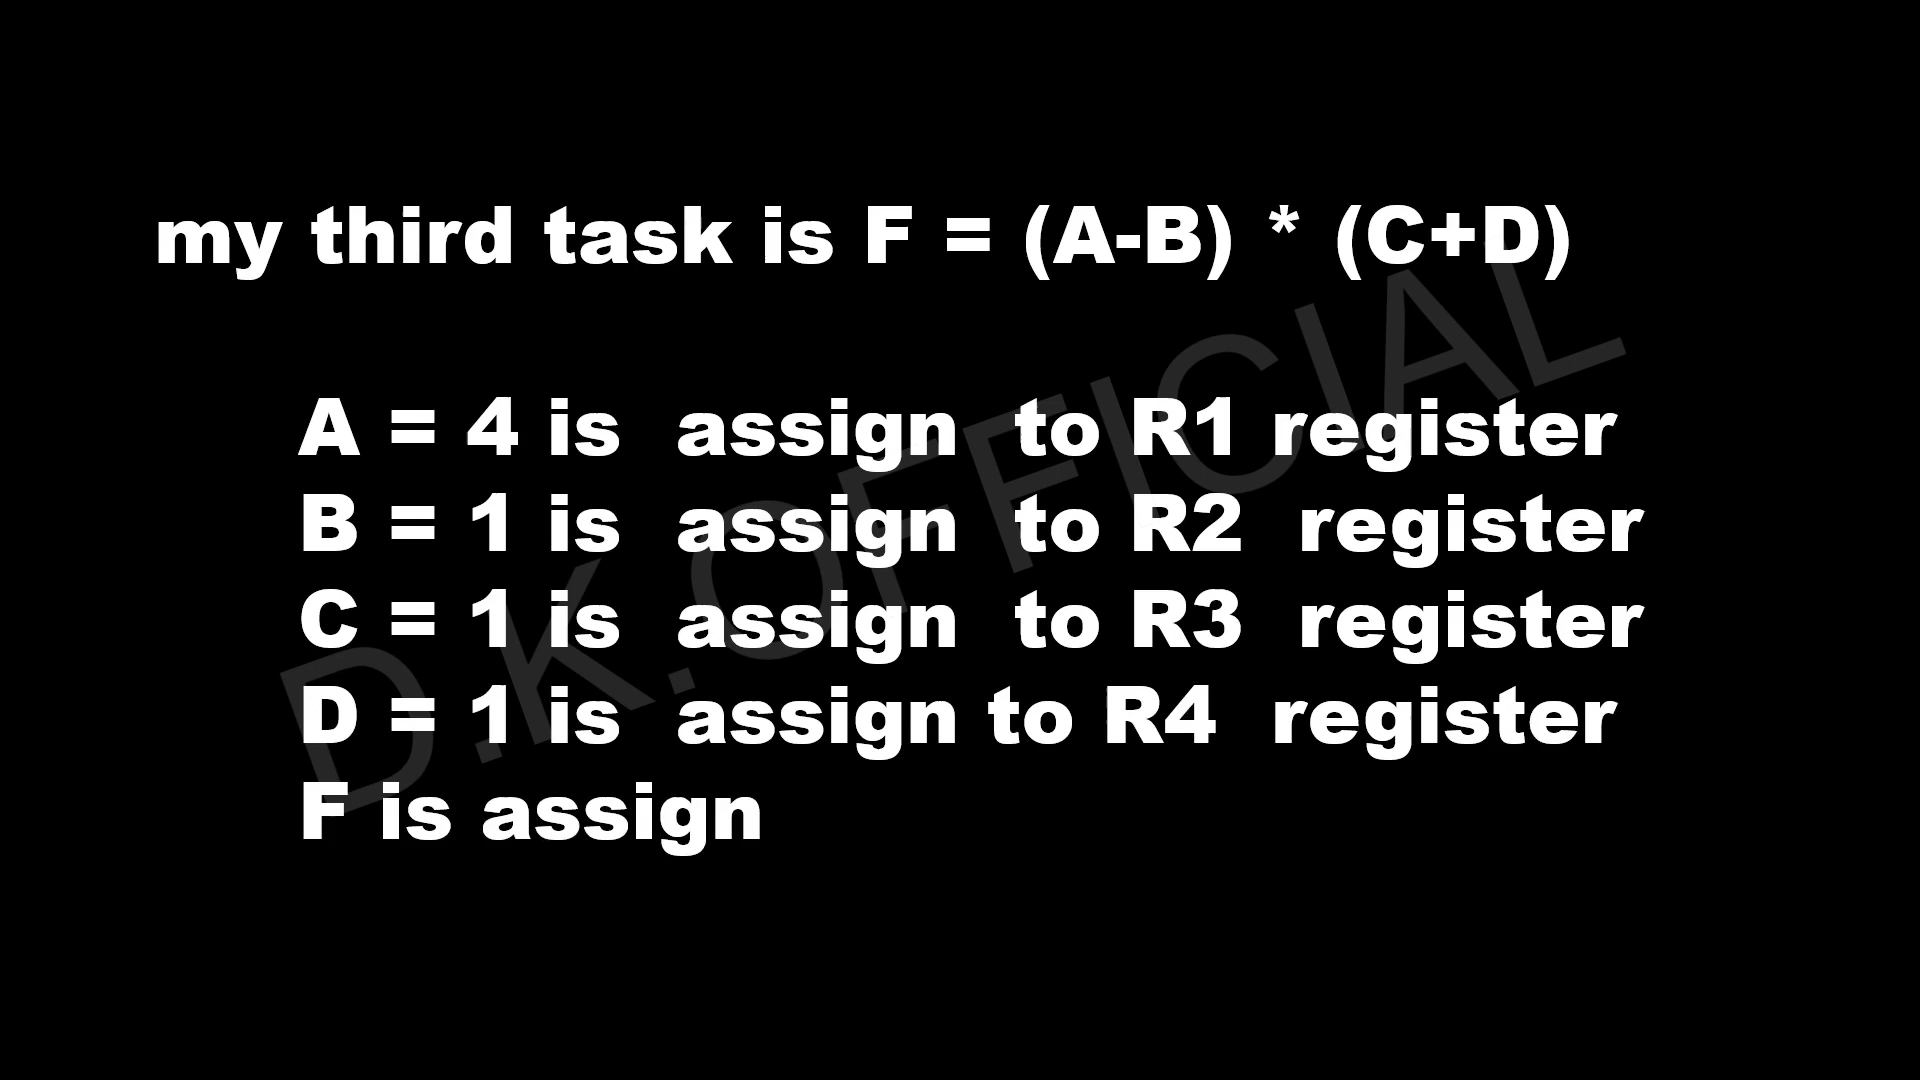 my third task is F = (A-B) * (C+D)
A = 4 is assign to R1 register
B = 1 is assign to R2 register
C = 1 is assign to R3 register
D = 1 is assign to R4 register
F is assign
D.K.OFFICIAL